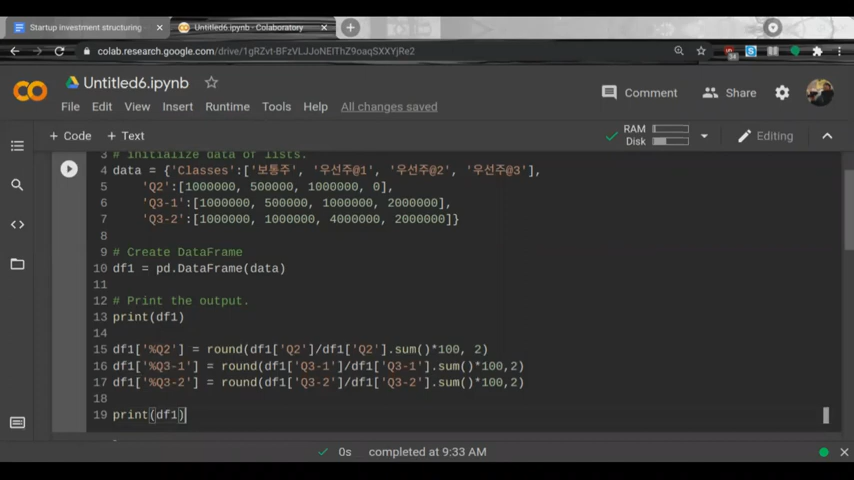 Startup investment structuring
Untitled6.ipynb - Colaboratory
colab.research.google.com/drive/1gRZvt-BFzVLJJoNEIThZ9oaqSXXYjRe2
Untitled6.ipynb
Comment
Share
File Edit View Insert Runtime Tools Help All changes saved
+ Code + Text
RAM
Disk
Editing
3 # initialize data of lists.
4 data = {'Classes':['보통주', '우선주@1', '우선주@2', '우선주@3'],
5 'Q2':[1000000, 500000, 1000000, 0],
6 'Q3-1':[1000000, 500000, 1000000, 2000000],
7 'Q3-2':[1000000, 1000000, 4000000, 2000000]}
8
9 # Create DataFrame
10 df1 = pd.DataFrame(data)
11
12 # Print the output.
13 print(df1)
14
15 df1['%Q2'] = round(df1['Q2']/df1['Q2'].sum()*100, 2)
16 df1['%Q3-1'] = round(df1['Q3-1']/df1['Q3-1'].sum()*100,2)
17 df1['%Q3-2'] = round(df1['Q3-2']/df1['Q3-2'].sum()*100,2)
18
19 print(df1)
0s completed at 9:33 AM